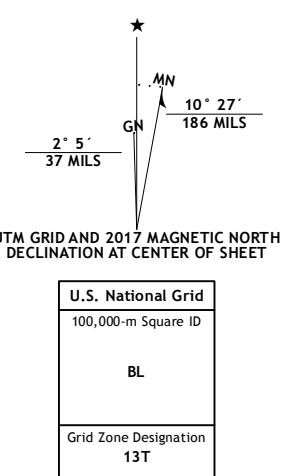 MN
GN
10° 27´
186 MILS
2° 5´
37 MILS
UTM GRID AND 2017 MAGNETIC NORTH
DECLINATION AT CENTER OF SHEET
U.S. National Grid
100,000-m Square ID
BL
Grid Zone Designation
13T